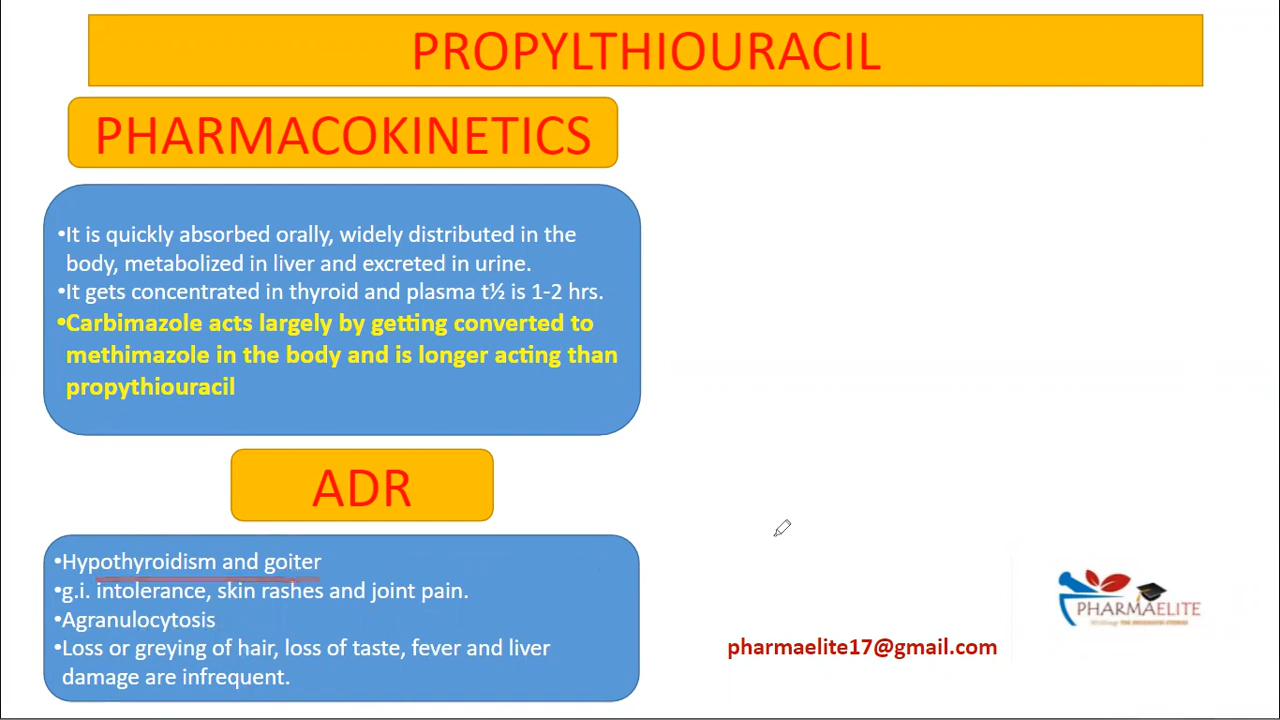 PROPYLTHIOURACIL
PHARMACOKINETICS
•It is quickly absorbed orally, widely distributed in the
body, metabolized in liver and excreted in urine.
•It gets concentrated in thyroid and plasma t½ is 1-2 hrs.
•Carbimazole acts largely by getting converted to
methimazole in the body and is longer acting than
propythiouracil
ADR
•Hypothyroidism and goiter
•g.i. intolerance, skin rashes and joint pain.
•Agranulocytosis
•Loss or greying of hair, loss of taste, fever and liver
damage are infrequent.
pharmaelite17@gmail.com
PHARMAELITE